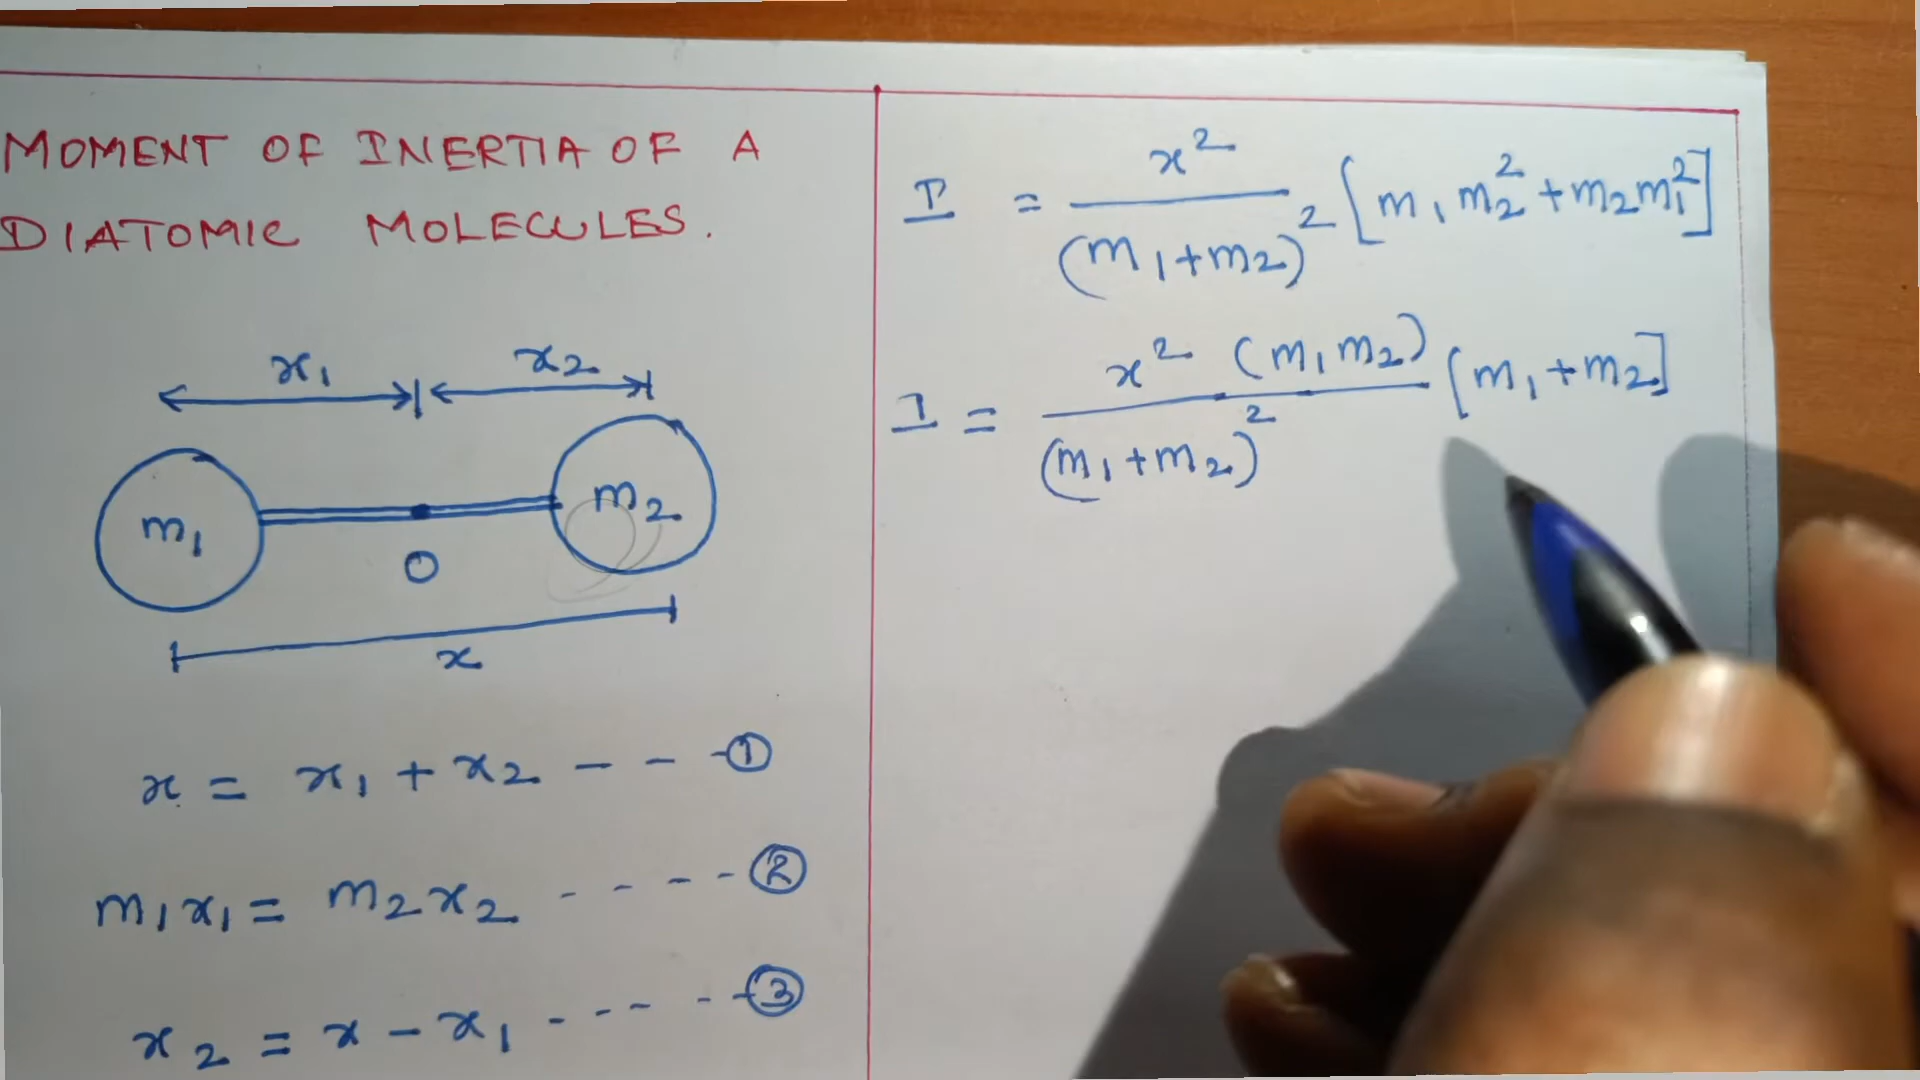 MOMENT OF INERTIA OF A
DIATOMIC MOLECULES.
x₁ x₂
m₁ m₂
O
x
x = x₁ + x₂ - - - ①
m₁x₁ = m₂x₂ - - - - ②
x₂ = x - x₁ - - - - - ③
I = x²/(m₁+m₂)² [m₁m₂² + m₂m₁²]
I = x² (m₁m₂)/(m₁+m₂)² [m₁+m₂]